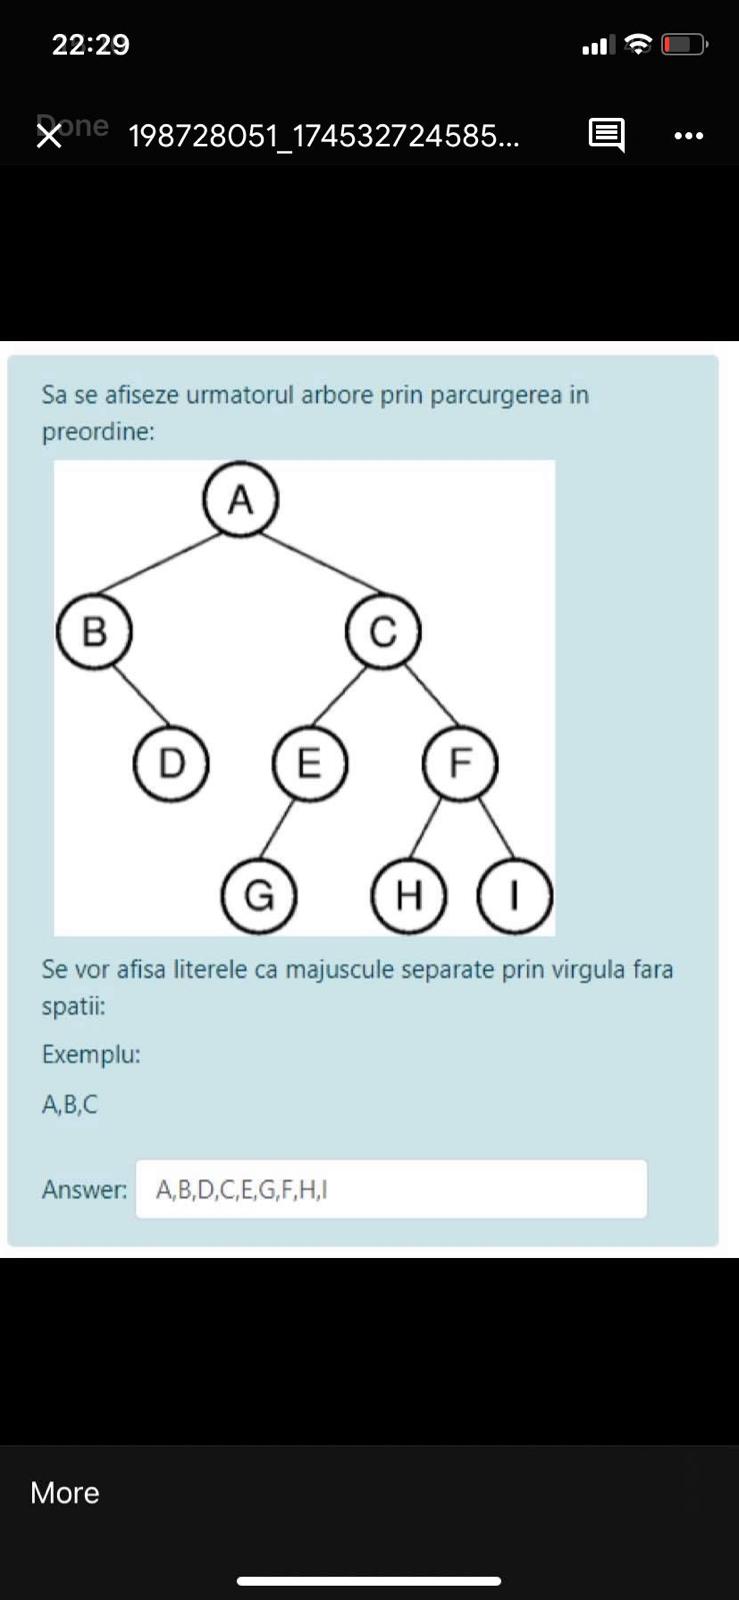 22:29
Done
198728051_174532724585...
Sa se afiseze urmatorul arbore prin parcurgerea in
preordine:
A
B
C
D
E
F
G
H
I
Se vor afisa literele ca majuscule separate prin virgula fara
spatii:
Exemplu:
A,B,C
Answer: A,B,D,C,E,G,F,H,I
More